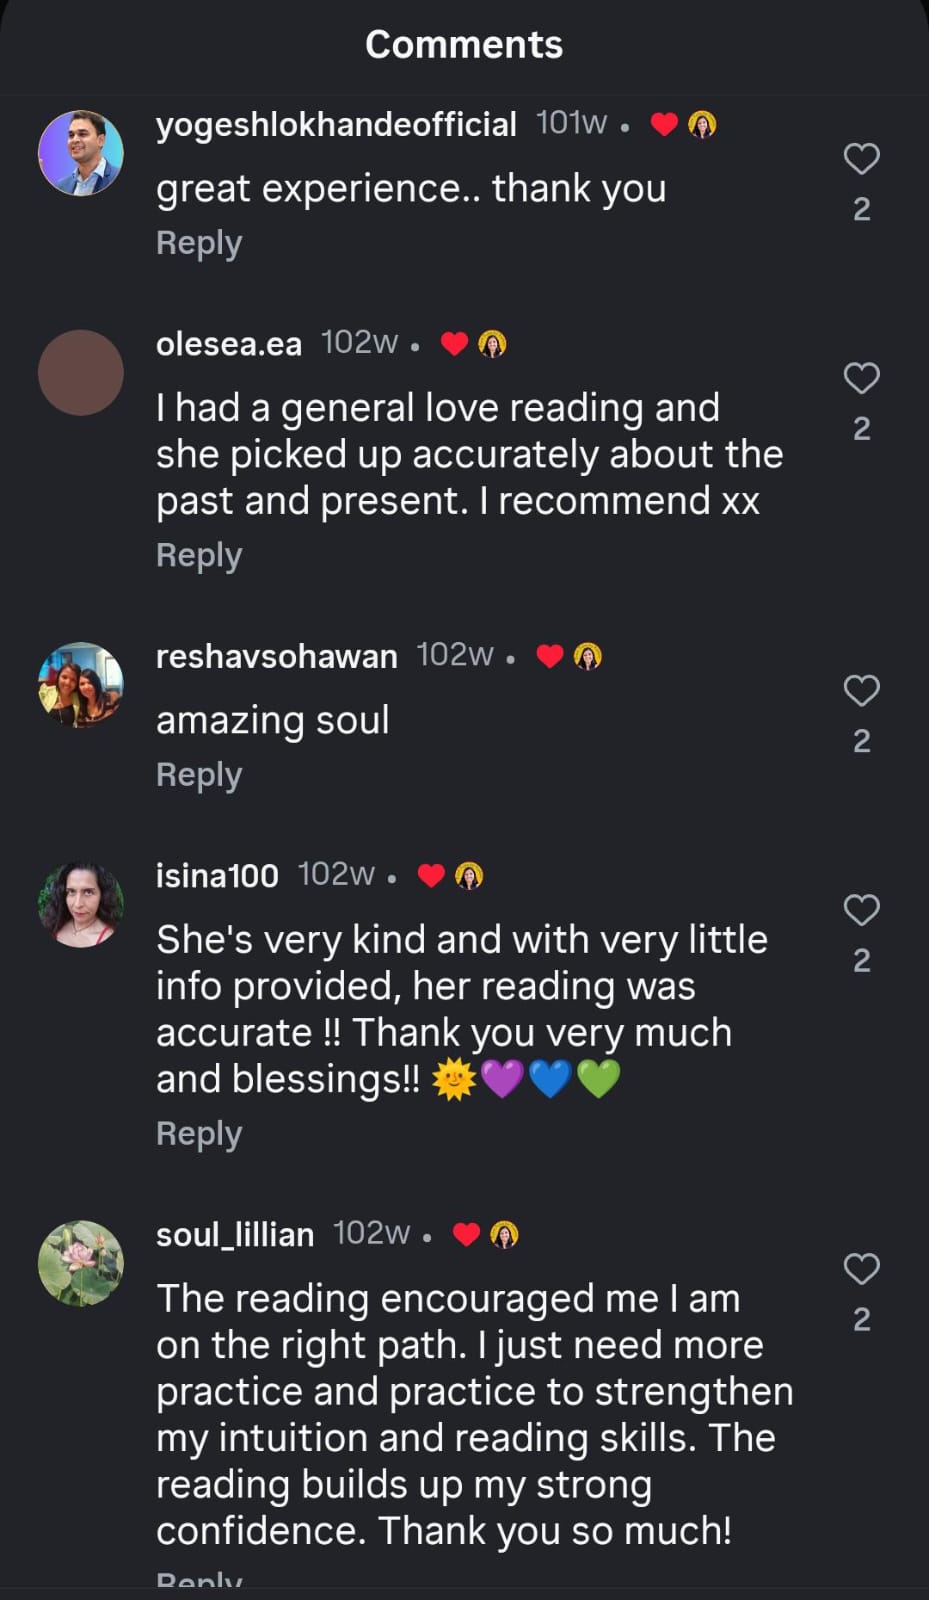 Comments
yogeshlokhandeofficial 101w • ❤️
great experience.. thank you
2
Reply
olesea.ea 102w • ❤️
I had a general love reading and
she picked up accurately about the
past and present. I recommend xx
2
Reply
reshavsohawan 102w • ❤️
amazing soul
2
Reply
isina100 102w • ❤️
She's very kind and with very little
info provided, her reading was
accurate !! Thank you very much
and blessings!! 🌞💜💙💚
2
Reply
soul_lillian 102w • ❤️
The reading encouraged me I am
on the right path. I just need more
practice and practice to strengthen
my intuition and reading skills. The
reading builds up my strong
confidence. Thank you so much!
2
Reply